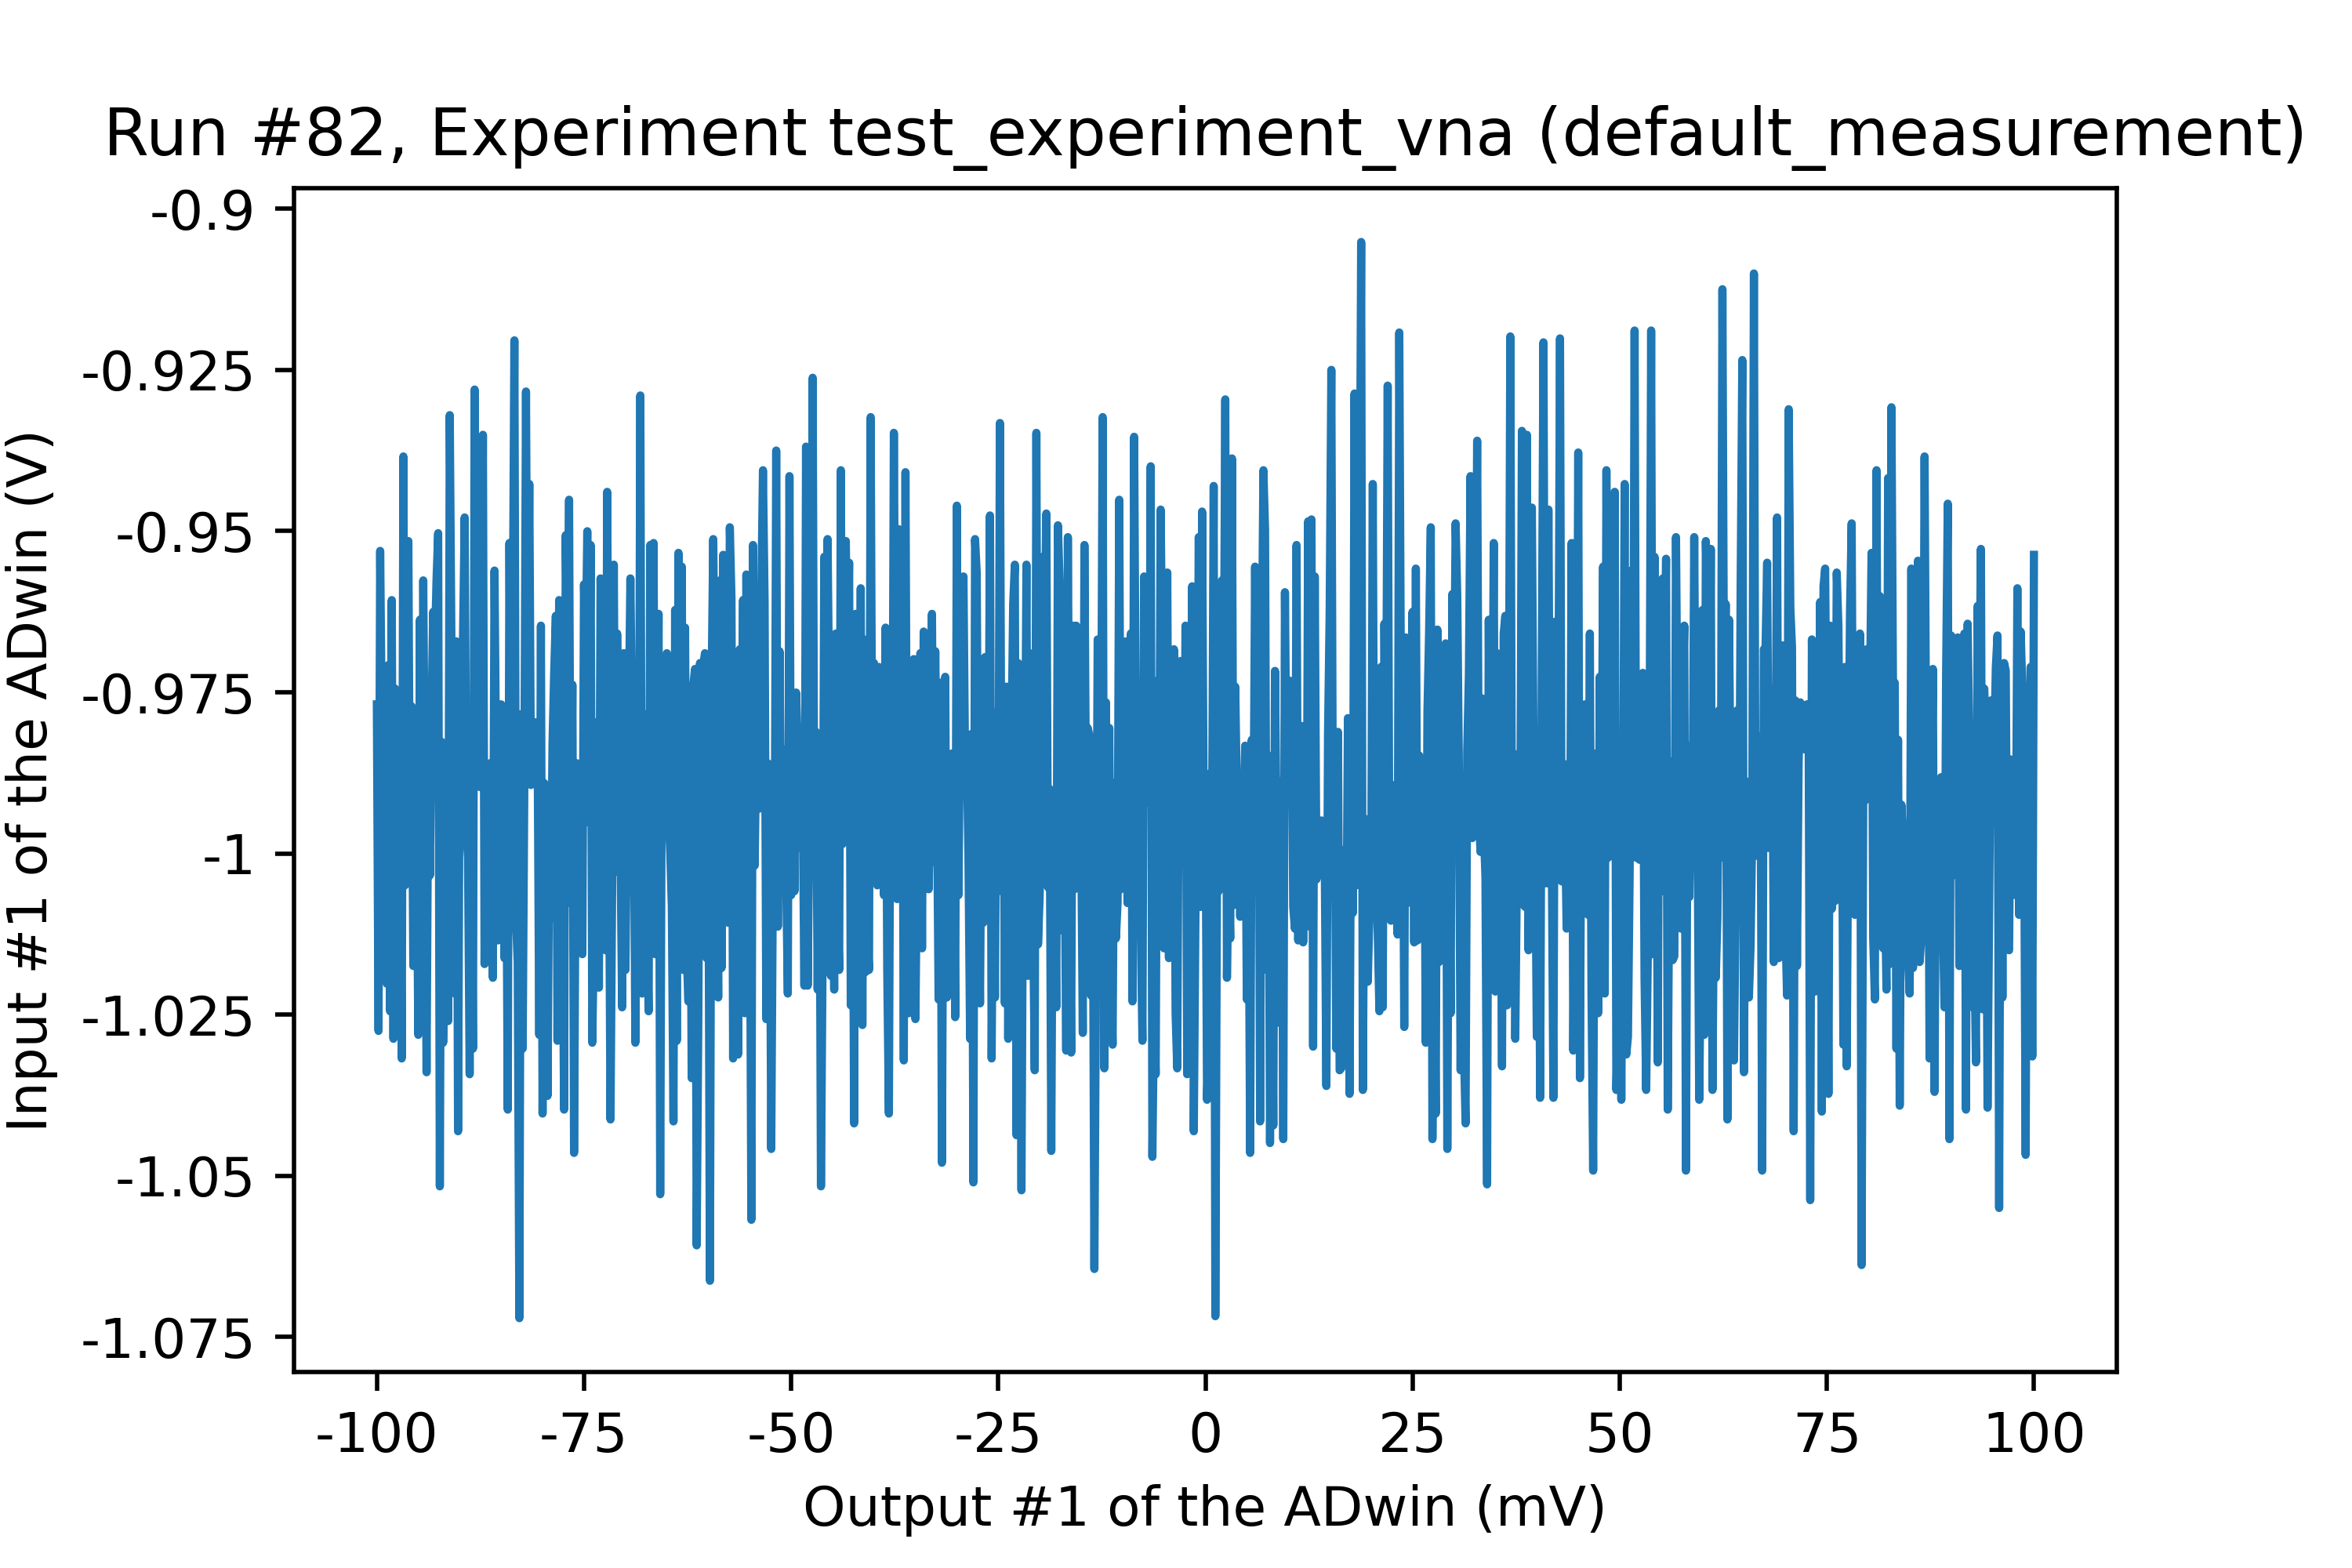 Run #82, Experiment test_experiment_vna (default_measurement)
-0.9
-0.925
-0.95
-0.975
-1
-1.025
-1.05
-1.075
Input #1 of the ADwin (V)
-100 -75 -50 -25 0 25 50 75 100
Output #1 of the ADwin (mV)